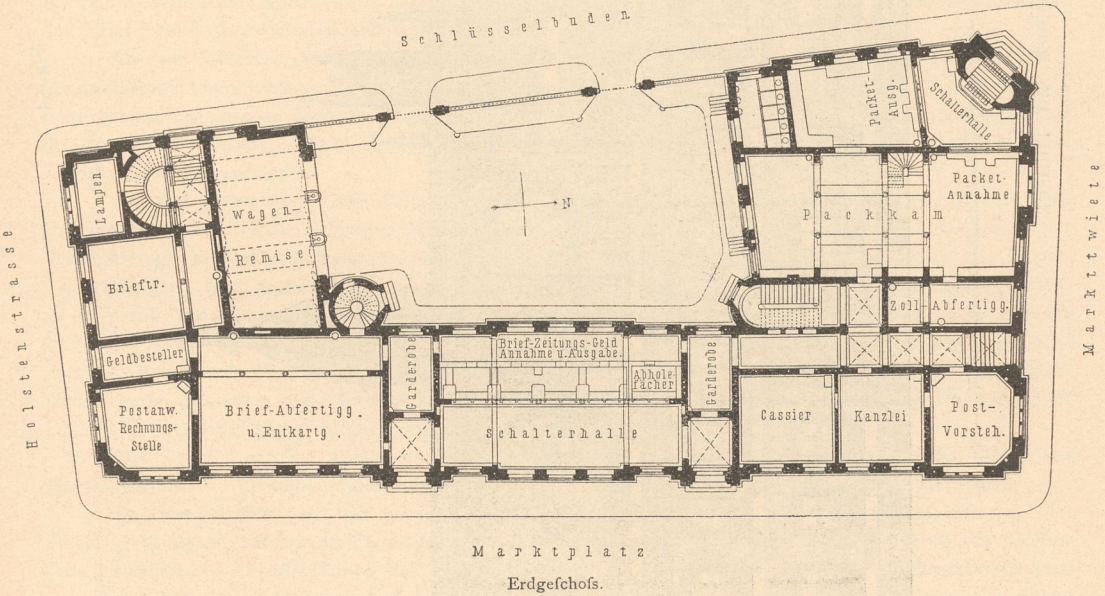 Schlüsselbuden
Packet-
Ausg.
Schalterhalle
Lampen
Wagen-
Remise
N
Packkam
Packet-
Annahme
Holstenstrasse
Markttwiete
Brieftr.
Zoll-Abfertigg.
Geldbesteller
Garderobe
Brief-Zeitungs-Geld
Annahme u. Ausgabe.
Abhole-
fächer
Garderobe
Postanw.
Rechnungs-
Stelle
Brief-Abfertigg.
u. Entkartg.
Schalterhalle
Cassier
Kanzlei
Post-
Vorsteh.
Marktplatz
Erdgeſchoſs.